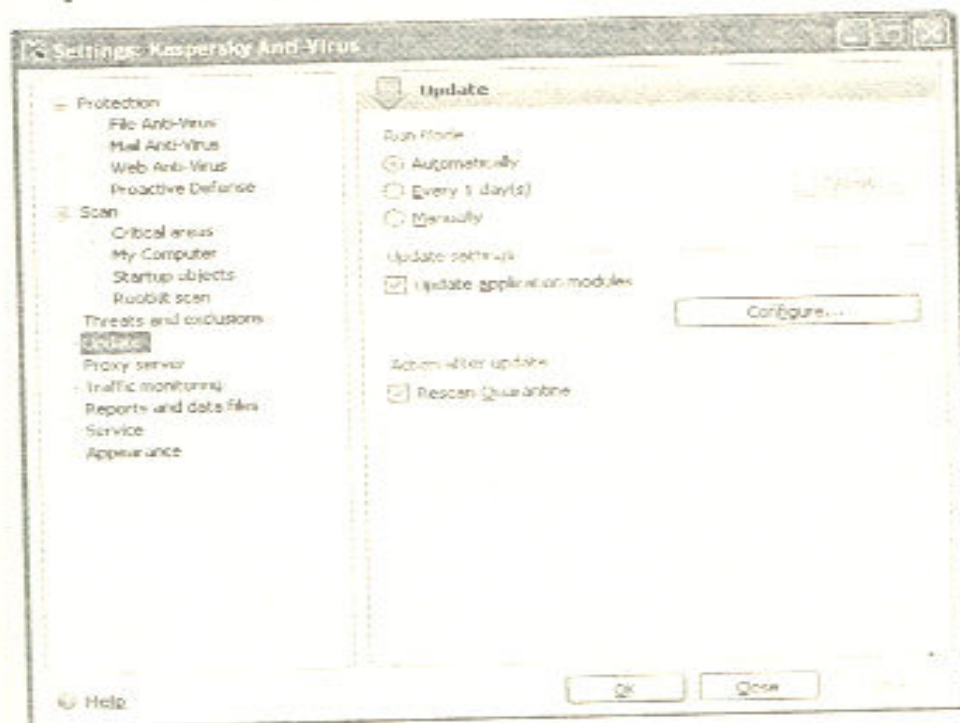 Settings: Kaspersky Anti-Virus
Protection
File Anti-Virus
Mail Anti-Virus
Web Anti-Virus
Proactive Defense
Scan
Critical areas
My Computer
Startup objects
Rootkit scan
Threats and exclusions
Update
Proxy server
Traffic monitoring
Reports and data files
Service
Appearance
Help
Update
Run Mode
Automatically
Every 1 day(s)
Manually
Update settings
Update application modules
Configure...
Action after update
Rescan Quarantine
OK
Close